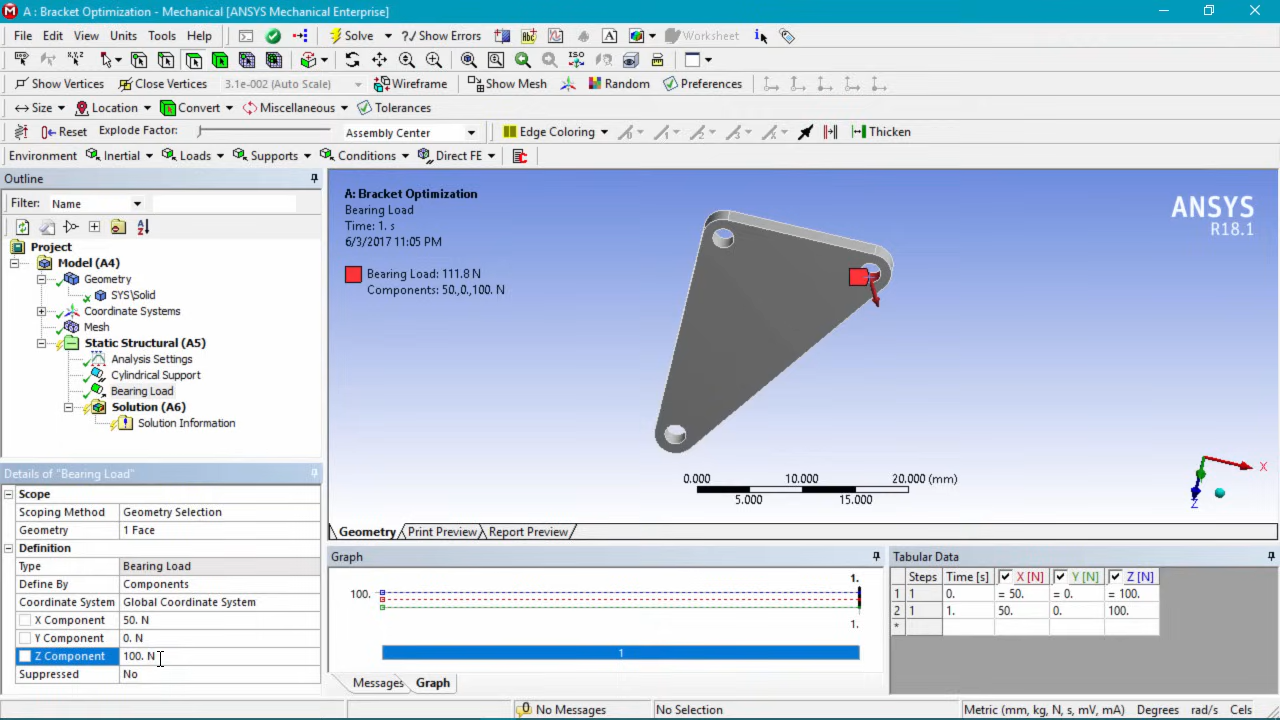 A : Bracket Optimization - Mechanical [ANSYS Mechanical Enterprise]
File Edit View Units Tools Help Solve ?/ Show Errors Worksheet
Show Vertices Close Vertices 3.1e-002 (Auto Scale) Wireframe Show Mesh Random Preferences
Size Location Convert Miscellaneous Tolerances
Reset Explode Factor: Assembly Center Edge Coloring Thicken
Environment Inertial Loads Supports Conditions Direct FE
Outline
Filter: Name
Project
Model (A4)
Geometry
SYS\Solid
Coordinate Systems
Mesh
Static Structural (A5)
Analysis Settings
Cylindrical Support
Bearing Load
Solution (A6)
Solution Information
Details of "Bearing Load"
Scope
Scoping Method Geometry Selection
Geometry 1 Face
Definition
Type Bearing Load
Define By Components
Coordinate System Global Coordinate System
X Component 50. N
Y Component 0. N
Z Component 100. N
Suppressed No
A: Bracket Optimization
Bearing Load
Time: 1. s
6/3/2017 11:05 PM
Bearing Load: 111.8 N
Components: 50.,0.,100. N
ANSYS
R18.1
0.000 10.000 20.000 (mm)
5.000 15.000
X
Z
Geometry Print Preview Report Preview
Graph
1.
100.
1.
1
Messages Graph
Tabular Data
Steps Time [s] X [N] Y [N] Z [N]
1 1 0. = 50. = 0. = 100.
2 1 1. 50. 0. 100.
*
0 No Messages No Selection Metric (mm, kg, N, s, mV, mA) Degrees rad/s Cels